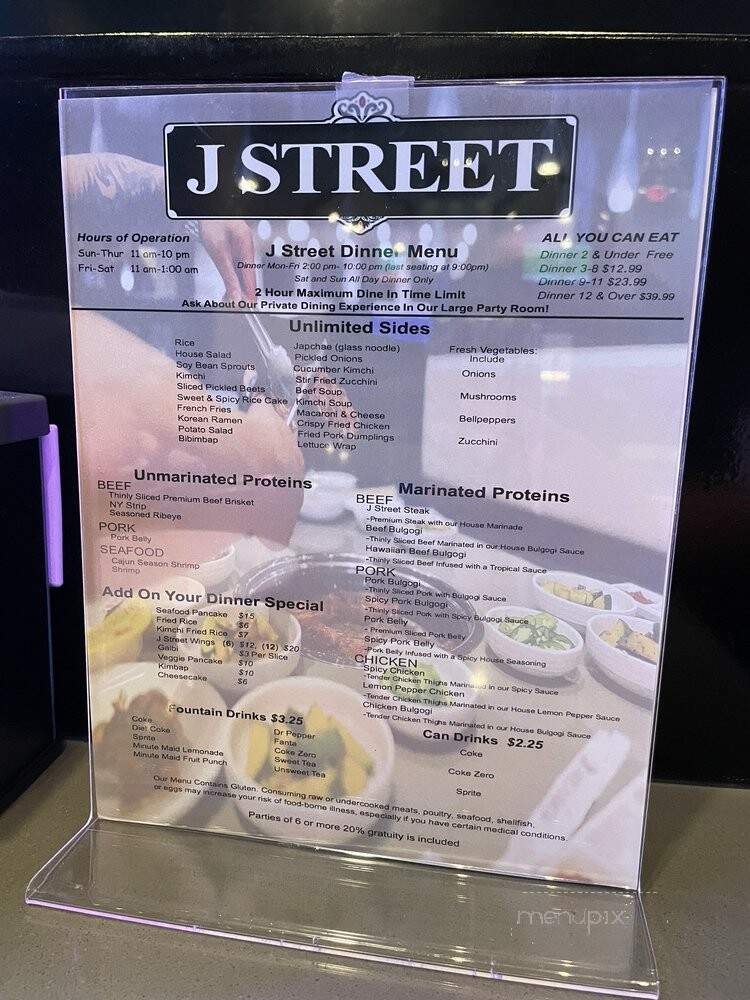 J STREET
Hours of Operation
Sun-Thur 11 am-10 pm
Fri-Sat 11 am-1:00 am
J Street Dinner Menu
Dinner Mon-Fri 2:00 pm- 10:00 pm (last seating at 9:00pm)
Sat and Sun All Day Dinner Only
2 Hour Maximum Dine In Time Limit
Ask About Our Private Dining Experience In Our Large Party Room!
ALL YOU CAN EAT
Dinner 2 & Under Free
Dinner 3-8 $12.99
Dinner 9-11 $23.99
Dinner 12 & Over $39.99
Unlimited Sides
Rice
House Salad
Soy Bean Sprouts
Kimchi
Sliced Pickled Beets
Sweet & Spicy Rice Cake
French Fries
Korean Ramen
Potato Salad
Bibimbap
Japchae (glass noodle)
Pickled Onions
Cucumber Kimchi
Stir Fried Zucchini
Beef Soup
Kimchi Soup
Macaroni & Cheese
Crispy Fried Chicken
Fried Pork Dumplings
Lettuce Wrap
Fresh Vegetables:
Include
Onions
Mushrooms
Bellpeppers
Zucchini
Unmarinated Proteins
BEEF
Thinly Sliced Premium Beef Brisket
NY Strip
Seasoned Ribeye
PORK
Pork Belly
SEAFOOD
Cajun Season Shrimp
Shrimp
Add On Your Dinner Special
Seafood Pancake $15
Fried Rice $6
Kimchi Fried Rice $7
J Street Wings (6) $12, (12) $20
Galbi $3 Per Slice
Veggie Pancake $10
Kimbap $10
Cheesecake $6
Marinated Proteins
BEEF
J Street Steak
-Premium Steak with our House Marinade
Beef Bulgogi
-Thinly Sliced Beef Marinated in our House Bulgogi Sauce
Hawaiian Beef Bulgogi
-Thinly Sliced Beef Infused with a Tropical Sauce
PORK
Pork Bulgogi
-Thinly Sliced Pork with Bulgogi Sauce
Spicy Pork Bulgogi
-Thinly Sliced Pork with Spicy Bulgogi Sauce
Pork Belly
- Premium Sliced Pork Belly
Spicy Pork Belly
-Pork Belly Infused with a Spicy House Seasoning
CHICKEN
Spicy Chicken
-Tender Chicken Thighs Marinated in our Spicy Sauce
Lemon Pepper Chicken
-Tender Chicken Thighs Marinated in our House Lemon Pepper Sauce
Chicken Bulgogi
-Tender Chicken Thighs Marinated in our House Bulgogi Sauce
Fountain Drinks $3.25
Coke
Diet Coke
Sprite
Minute Maid Lemonade
Minute Maid Fruit Punch
Dr Pepper
Fanta
Coke Zero
Sweet Tea
Unsweet Tea
Can Drinks $2.25
Coke
Coke Zero
Sprite
Our Menu Contains Gluten. Consuming raw or undercooked meats, poultry, seafood, shellfish,
or eggs may increase your risk of food-borne illness, especially if you have certain medical conditions.
Parties of 6 or more 20% gratuity is included
menupix